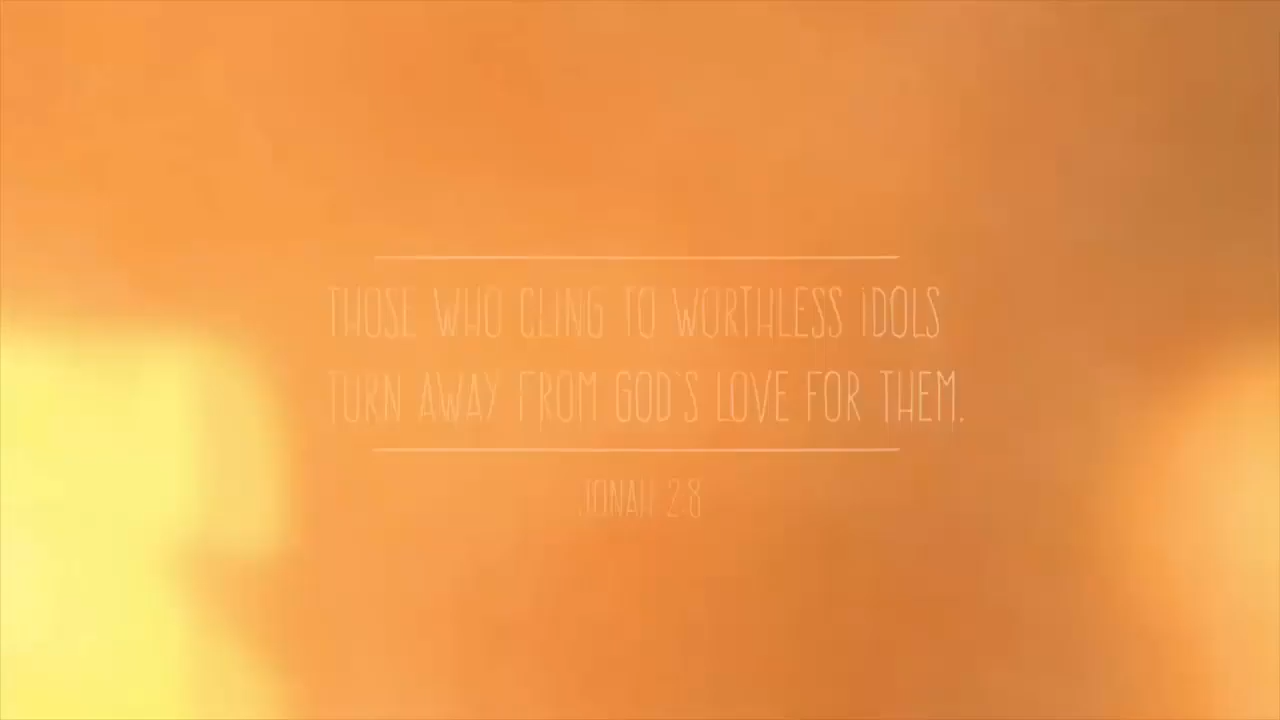 THOSE WHO CLING TO WORTHLESS IDOLS
TURN AWAY FROM GOD'S LOVE FOR THEM.
JONAH 2:8